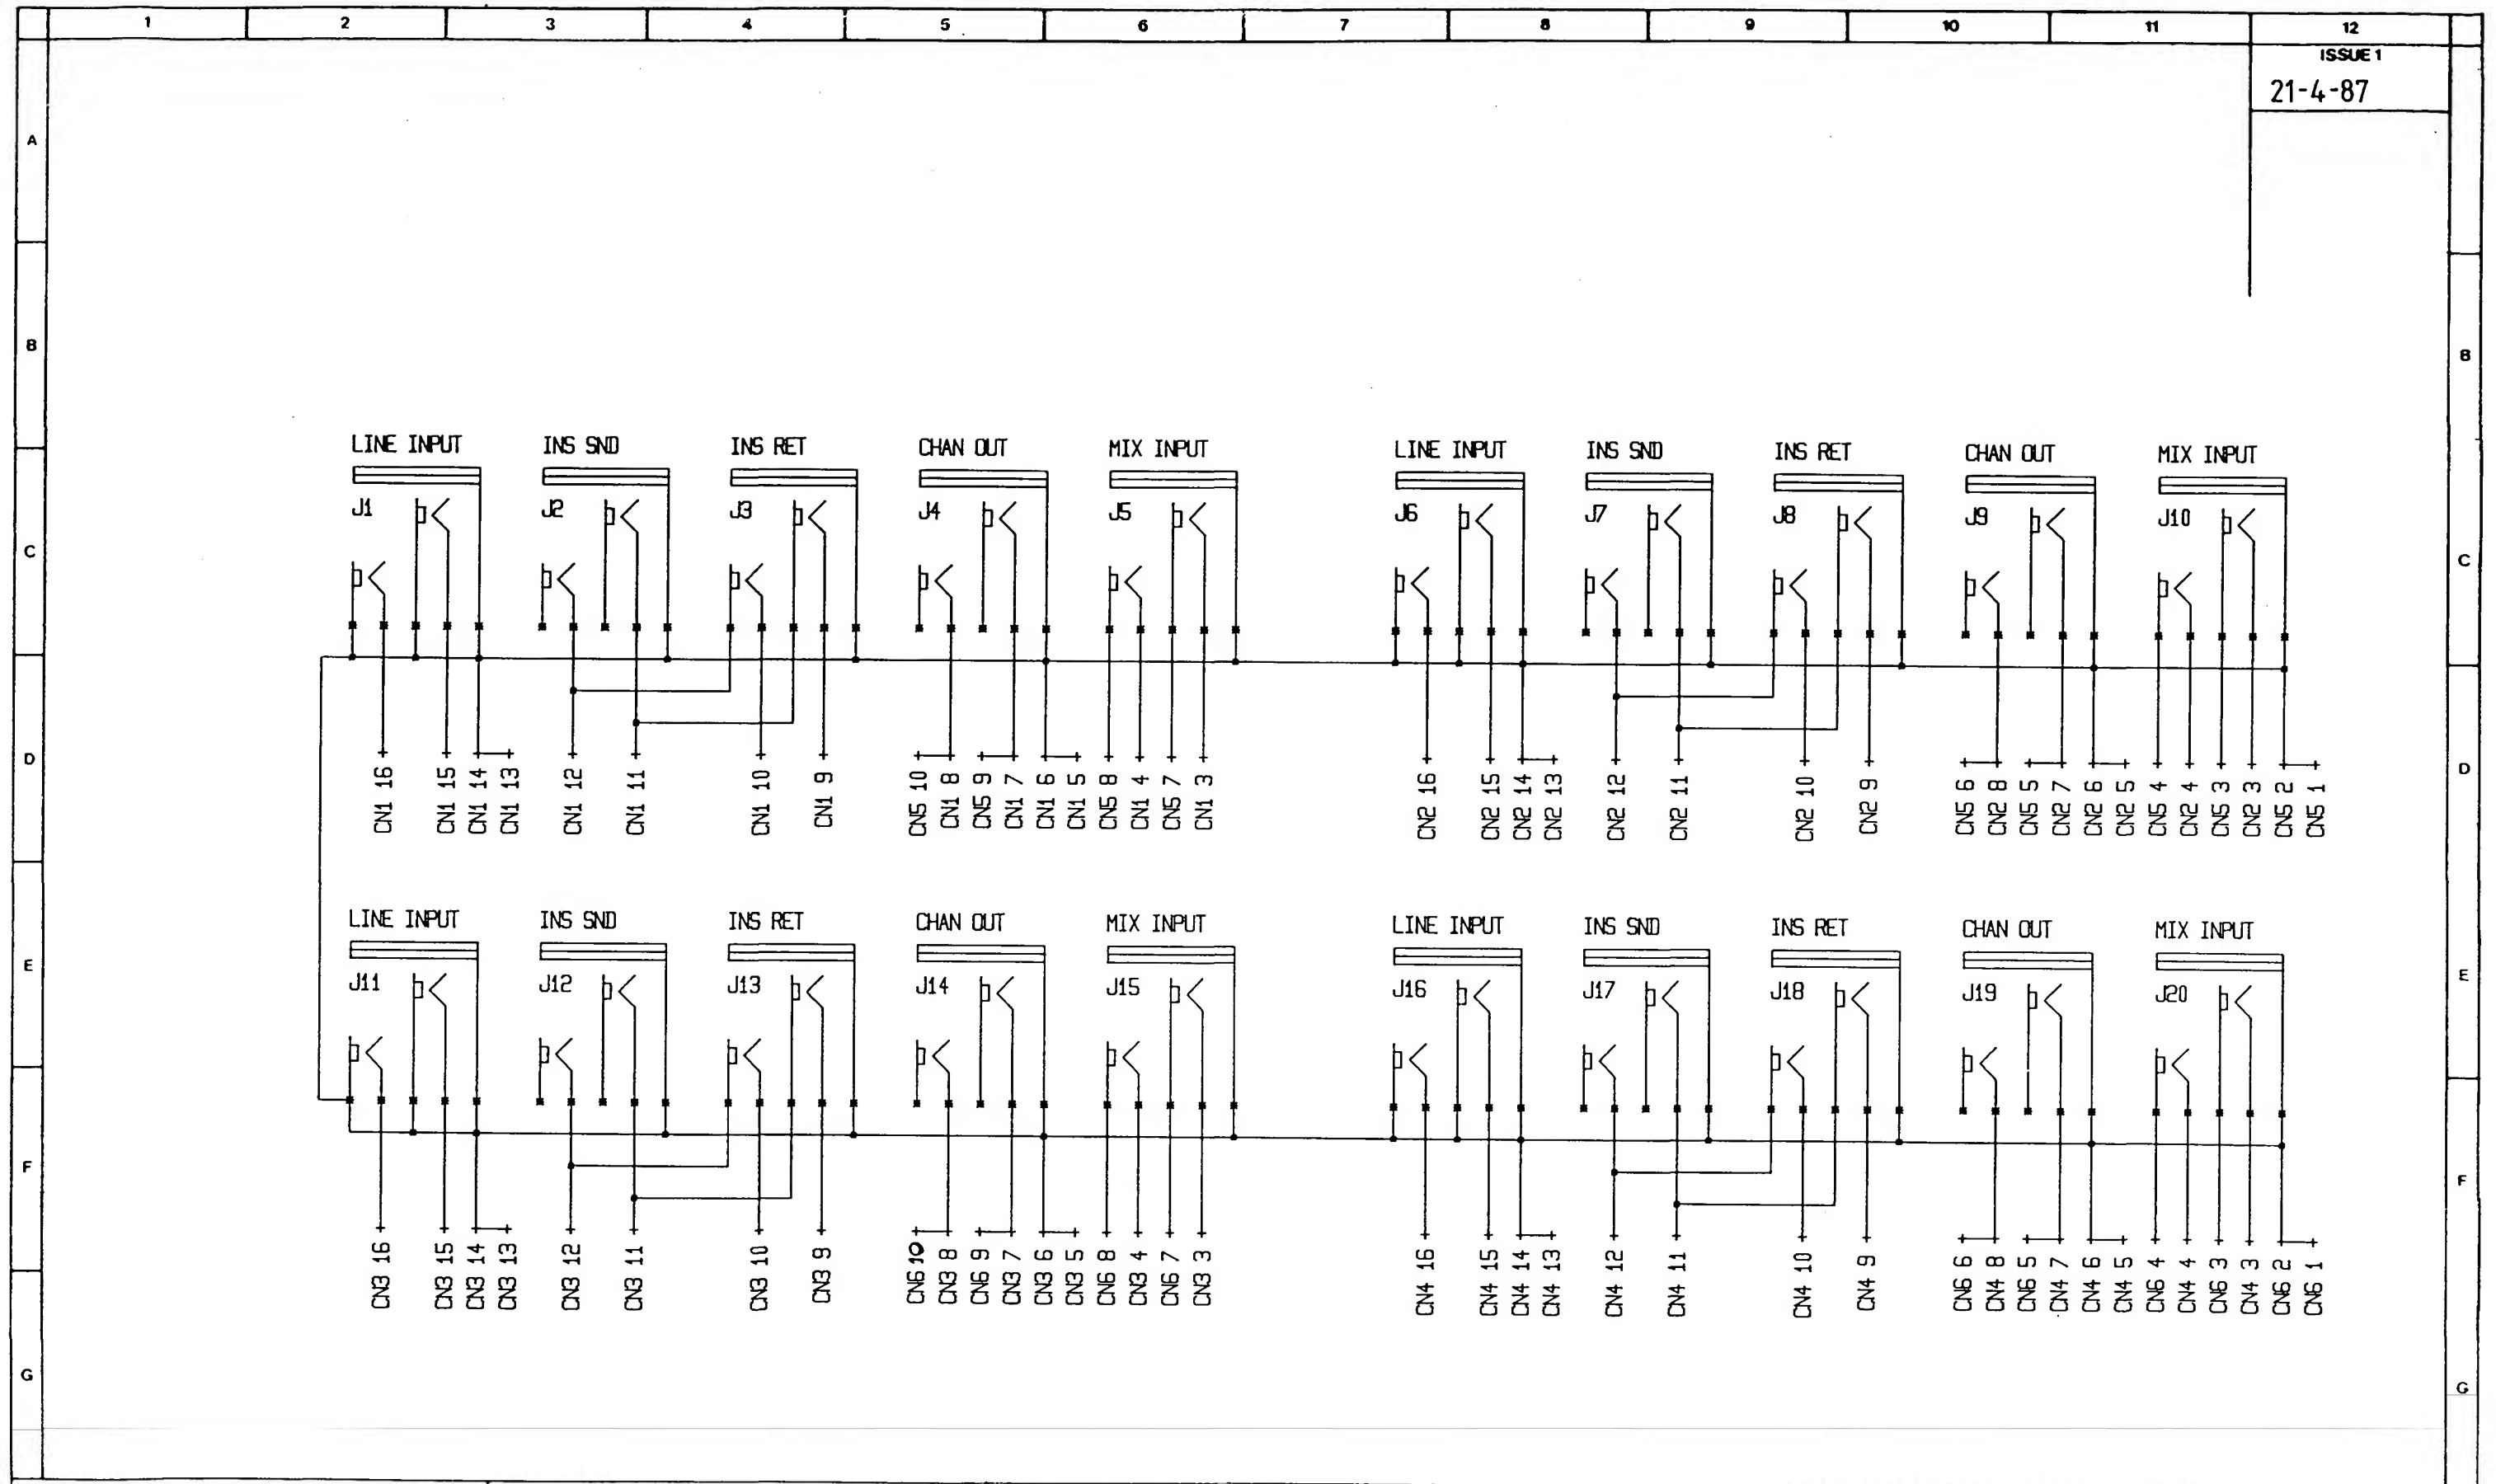 1 2 3 4 5 6 7 8 9 10 11 12
ISSUE 1
21-4-87
A
B B
LINE INPUT INS SND INS RET CHAN OUT MIX INPUT LINE INPUT INS SND INS RET CHAN OUT MIX INPUT
J1 J2 J3 J4 J5 J6 J7 J8 J9 J10
C C
D D
CN1 16 CN1 15 CN1 14 CN1 13 CN1 12 CN1 11 CN1 10 CN1 9 CN5 10 CN1 8 CN5 9 CN1 7 CN1 6 CN1 5 CN5 8 CN1 4 CN5 7 CN1 3 CN2 16 CN2 15 CN2 14 CN2 13 CN2 12 CN2 11 CN2 10 CN2 9 CN5 6 CN2 8 CN5 5 CN2 7 CN2 6 CN2 5 CN5 4 CN2 4 CN5 3 CN2 3 CN5 2 CN5 1
LINE INPUT INS SND INS RET CHAN OUT MIX INPUT LINE INPUT INS SND INS RET CHAN OUT MIX INPUT
E E
J11 J12 J13 J14 J15 J16 J17 J18 J19 J20
F F
CN3 16 CN3 15 CN3 14 CN3 13 CN3 12 CN3 11 CN3 10 CN3 9 CN6 10 CN3 8 CN6 9 CN3 7 CN3 6 CN3 5 CN6 8 CN3 4 CN6 7 CN3 3 CN4 16 CN4 15 CN4 14 CN4 13 CN4 12 CN4 11 CN4 10 CN4 9 CN6 6 CN4 8 CN6 5 CN4 7 CN4 6 CN4 5 CN6 4 CN4 4 CN6 3 CN4 3 CN6 2 CN6 1
G G